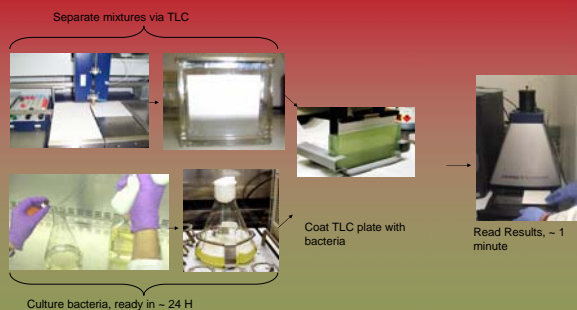 Separate mixtures via TLC
Coat TLC plate with
bacteria
Read Results, ~ 1
minute
Culture bacteria, ready in ~ 24 H